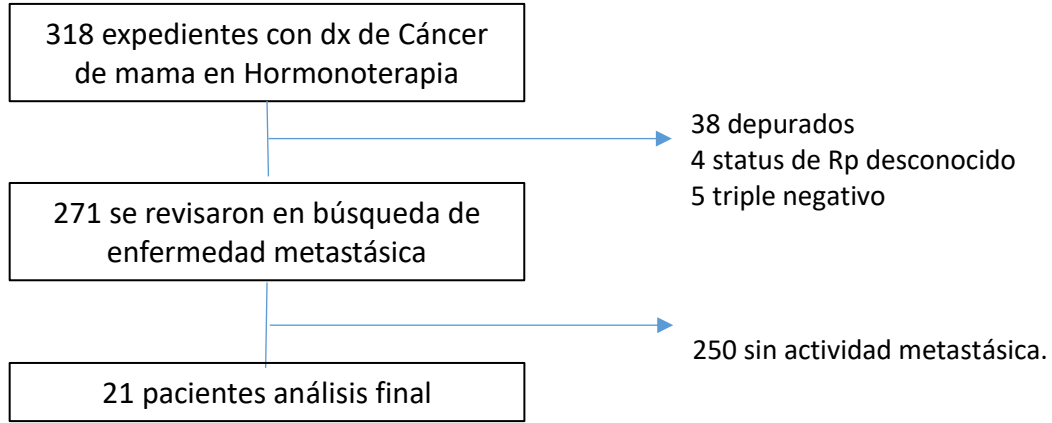 318 expedientes con dx de Cáncer
de mama en Hormonoterapia
38 depurados
4 status de Rp desconocido
5 triple negativo
271 se revisaron en búsqueda de
enfermedad metastásica
250 sin actividad metastásica.
21 pacientes análisis final